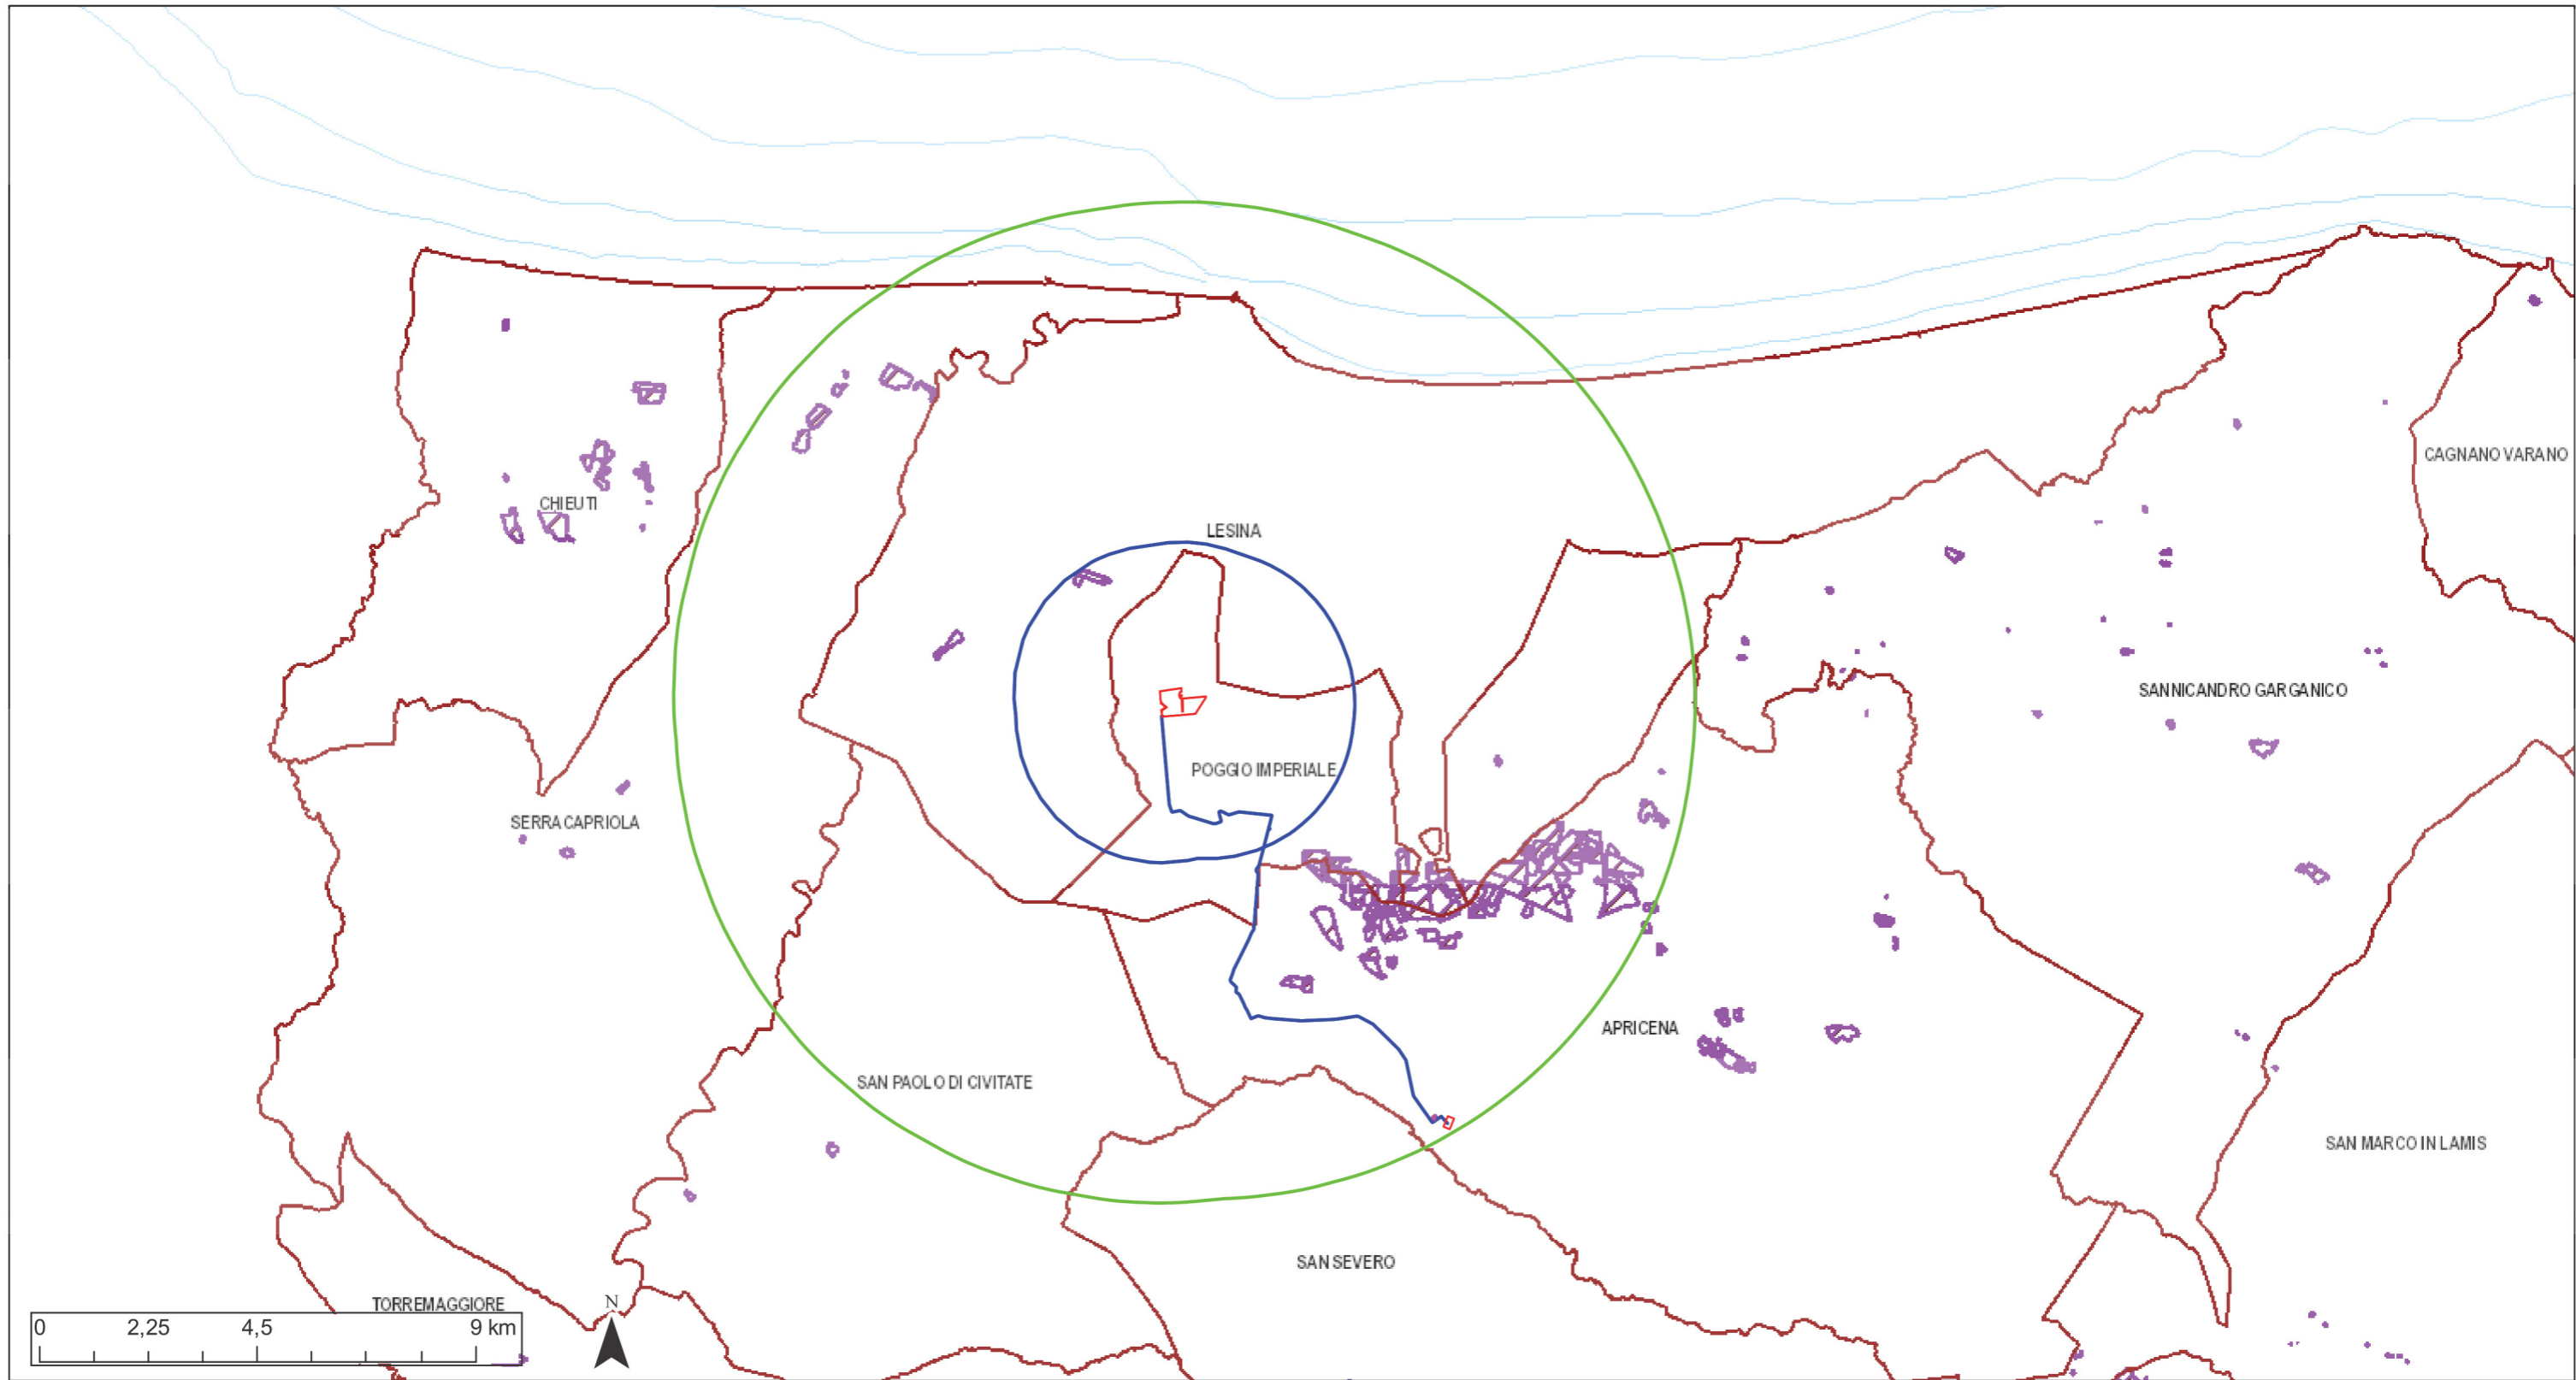 CAGNANO VARANO
CHIEUTI
LESINA
SANNICANDRO GARGANICO
POGGIO IMPERIALE
SERRACAPRIOLA
APRICENA
SAN PAOLO DI CIVITATE
SAN MARCO IN LAMIS
SAN SEVERO
TORREMAGGIORE
N
0 2,25 4,5 9 km